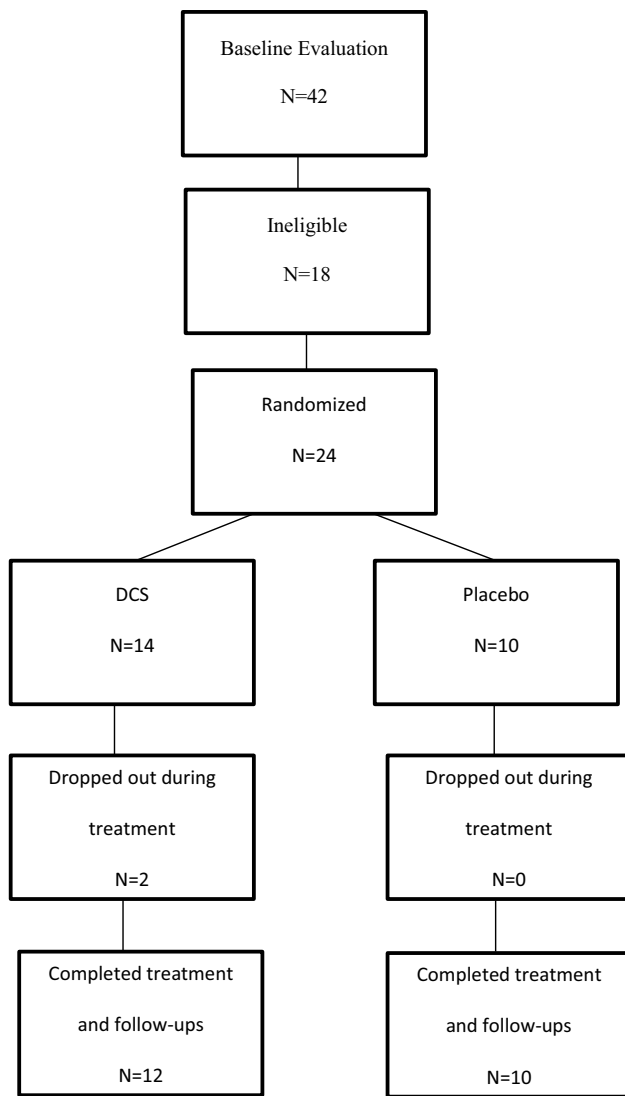 Baseline Evaluation
N=42
Ineligible
N=18
Randomized
N=24
DCS
N=14
Placebo
N=10
Dropped out during
treatment
N=2
Dropped out during
treatment
N=0
Completed treatment
and follow-ups
N=12
Completed treatment
and follow-ups
N=10